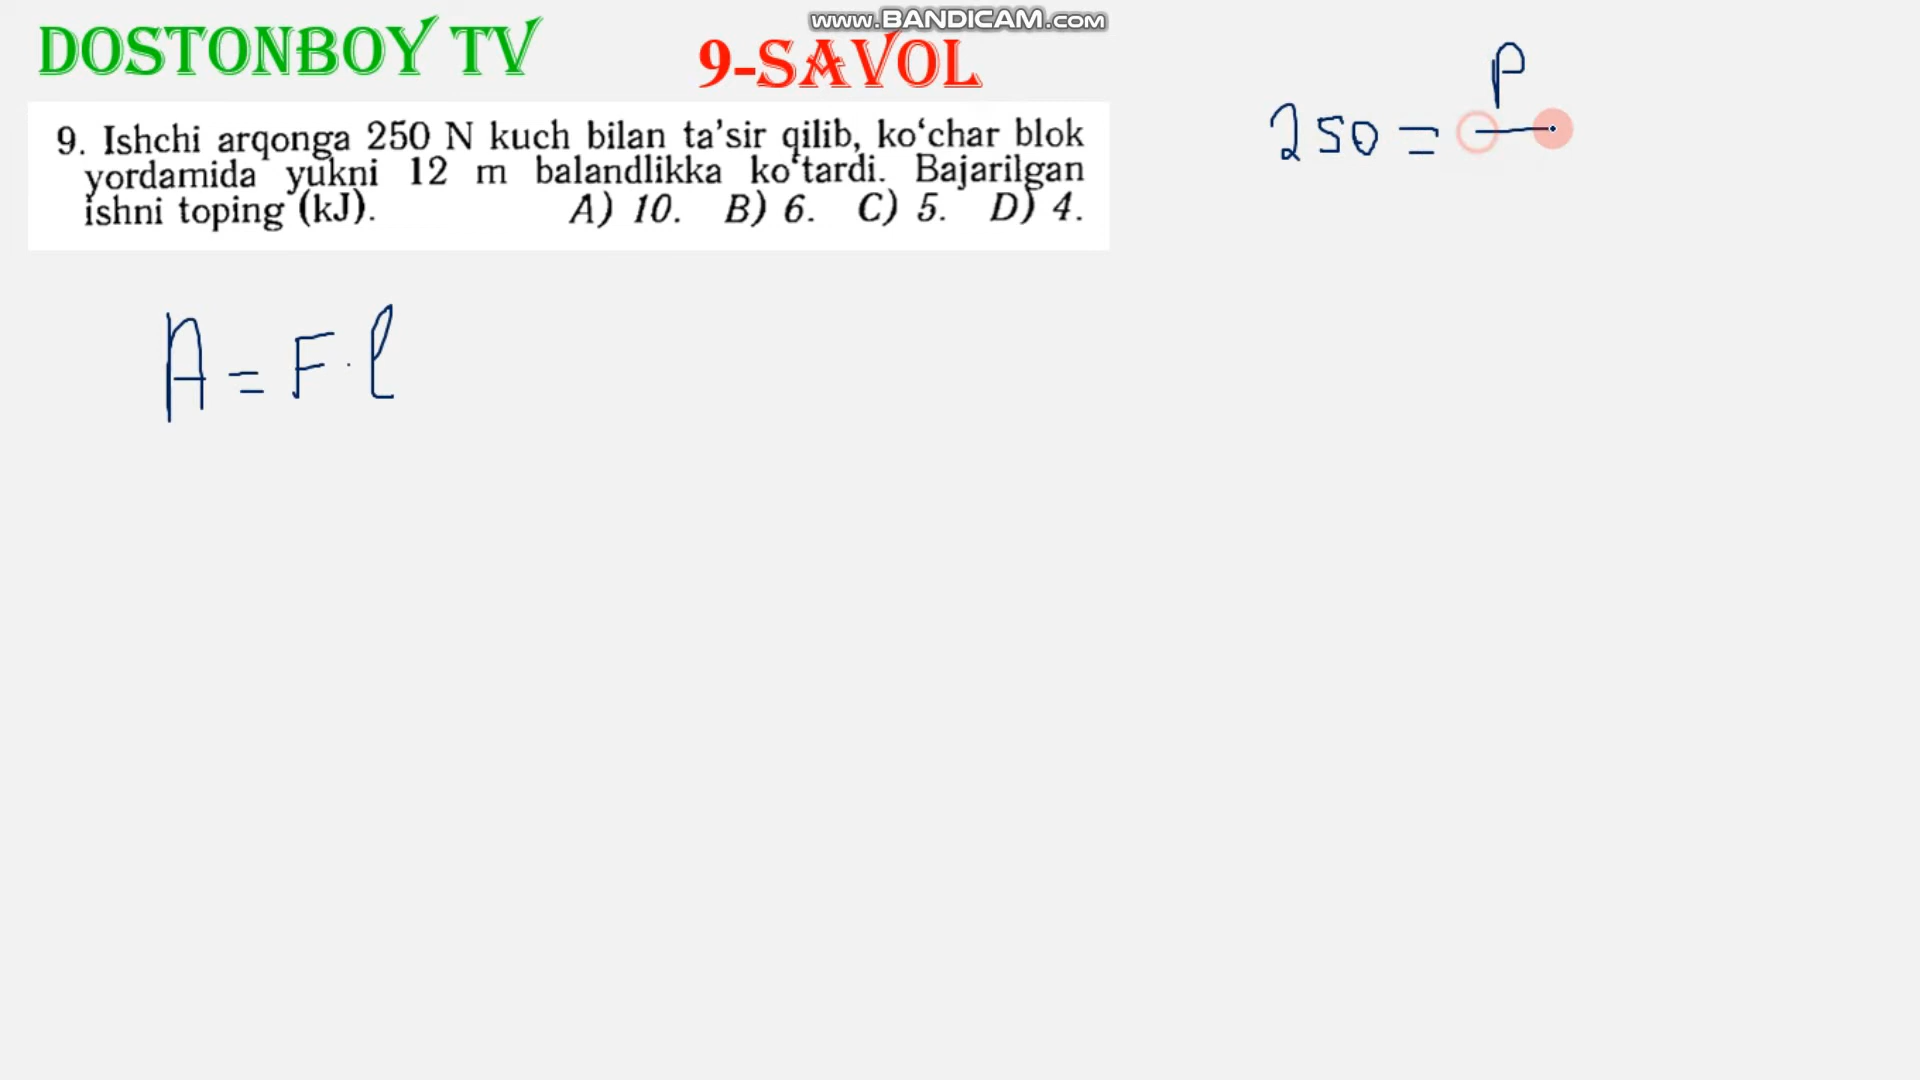 www.BANDICAM.com
DOSTONBOY TV
9-SAVOL
9. Ishchi arqonga 250 N kuch bilan ta’sir qilib, ko‘char blok
yordamida yukni 12 m balandlikka ko‘tardi. Bajarilgan
ishni toping (kJ). A) 10. B) 6. C) 5. D) 4.
P
250 =
A = F · l